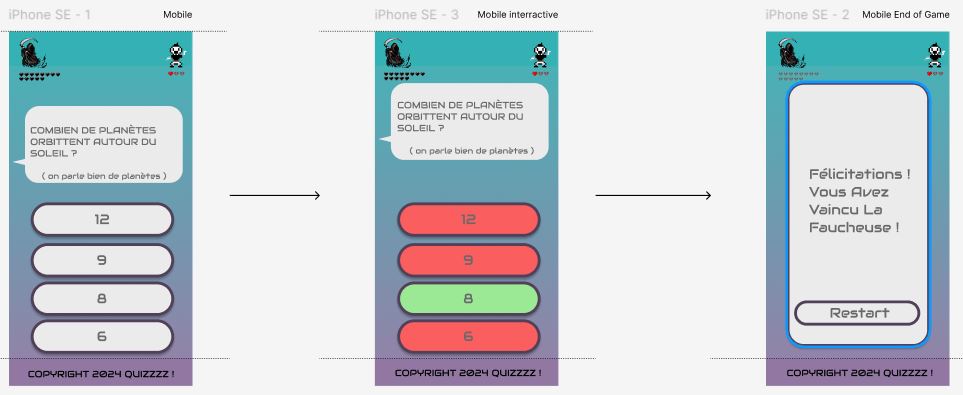 iPhone SE - 1
Mobile
COMBIEN DE PLANÈTES
ORBITTENT AUTOUR DU
SOLEIL ?
( on parle bien de planètes )
12
9
8
6
COPYRIGHT 2024 QUIZZZZ !
iPhone SE - 3
Mobile interractive
COMBIEN DE PLANÈTES
ORBITTENT AUTOUR DU
SOLEIL ?
( on parle bien de planètes )
12
9
8
6
COPYRIGHT 2024 QUIZZZZ !
iPhone SE - 2
Mobile End of Game
Félicitations !
Vous Avez
Vaincu La
Faucheuse !
Restart
COPYRIGHT 2024 QUIZZZZ !